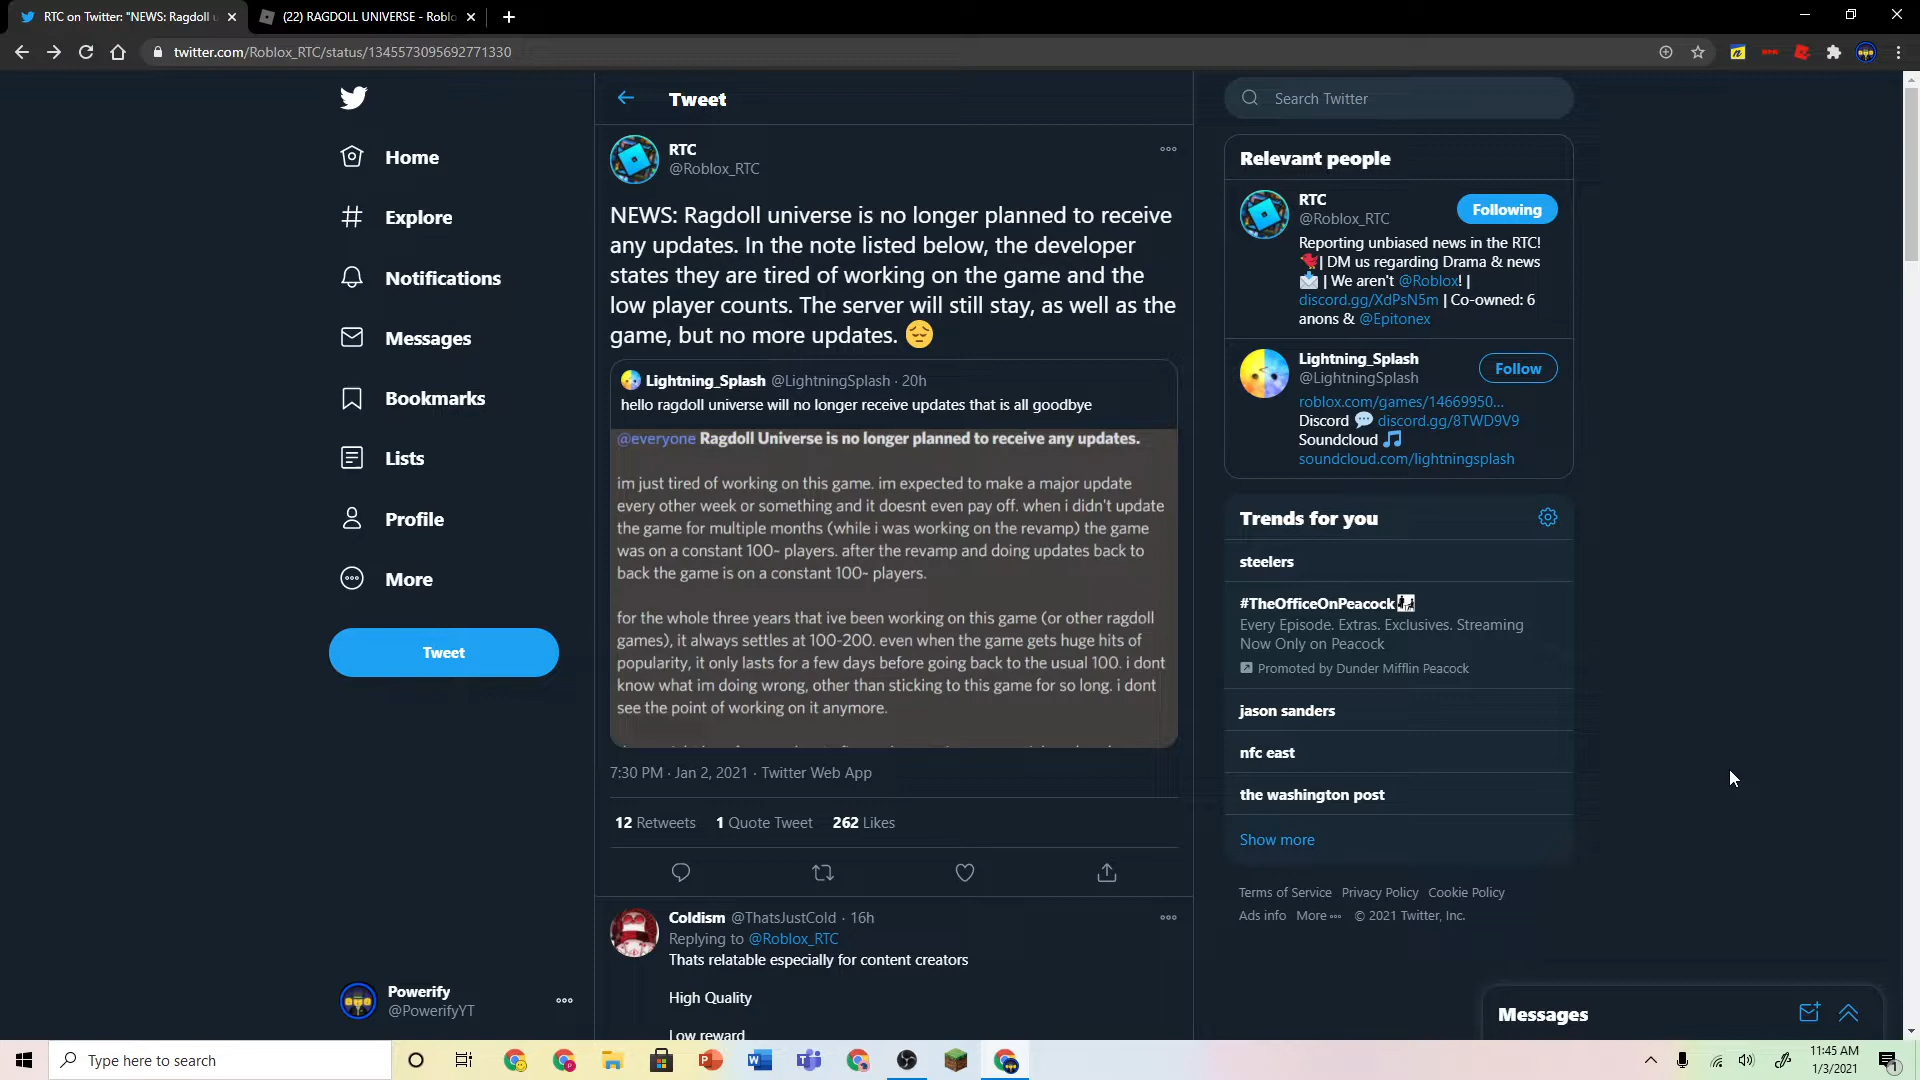 RTC on Twitter: "NEWS: Ragdoll u
(22) RAGDOLL UNIVERSE - Roblo
twitter.com/Roblox_RTC/status/1345573095692771330
Home
Explore
Notifications
Messages
Bookmarks
Lists
Profile
More
Tweet
Powerify
@PowerifyYT
Tweet
RTC
@Roblox_RTC
NEWS: Ragdoll universe is no longer planned to receive
any updates. In the note listed below, the developer
states they are tired of working on the game and the
low player counts. The server will still stay, as well as the
game, but no more updates. 😔
Lightning_Splash @LightningSplash · 20h
hello ragdoll universe will no longer receive updates that is all goodbye
@everyone Ragdoll Universe is no longer planned to receive any updates.
im just tired of working on this game. im expected to make a major update
every other week or something and it doesnt even pay off. when i didn't update
the game for multiple months (while i was working on the revamp) the game
was on a constant 100~ players. after the revamp and doing updates back to
back the game is on a constant 100~ players.
for the whole three years that ive been working on this game (or other ragdoll
games), it always settles at 100-200. even when the game gets huge hits of
popularity, it only lasts for a few days before going back to the usual 100. i dont
know what im doing wrong, other than sticking to this game for so long. i dont
see the point of working on it anymore.
7:30 PM · Jan 2, 2021 · Twitter Web App
12 Retweets 1 Quote Tweet 262 Likes
Coldism @ThatsJustCold · 16h
Replying to @Roblox_RTC
Thats relatable especially for content creators
High Quality
Low reward
Search Twitter
Relevant people
RTC
@Roblox_RTC
Following
Reporting unbiased news in the RTC!
| DM us regarding Drama & news
| We aren't @Roblox! |
discord.gg/XdPsN5m | Co-owned: 6
anons & @Epitonex
Lightning_Splash
@LightningSplash
Follow
roblox.com/games/14669950...
Discord 💬 discord.gg/8TWD9V9
Soundcloud 🎵
soundcloud.com/lightningsplash
Trends for you
steelers
#TheOfficeOnPeacock
Every Episode. Extras. Exclusives. Streaming
Now Only on Peacock
Promoted by Dunder Mifflin Peacock
jason sanders
nfc east
the washington post
Show more
Terms of Service Privacy Policy Cookie Policy
Ads info More ··· © 2021 Twitter, Inc.
Messages
Type here to search
11:45 AM
1/3/2021